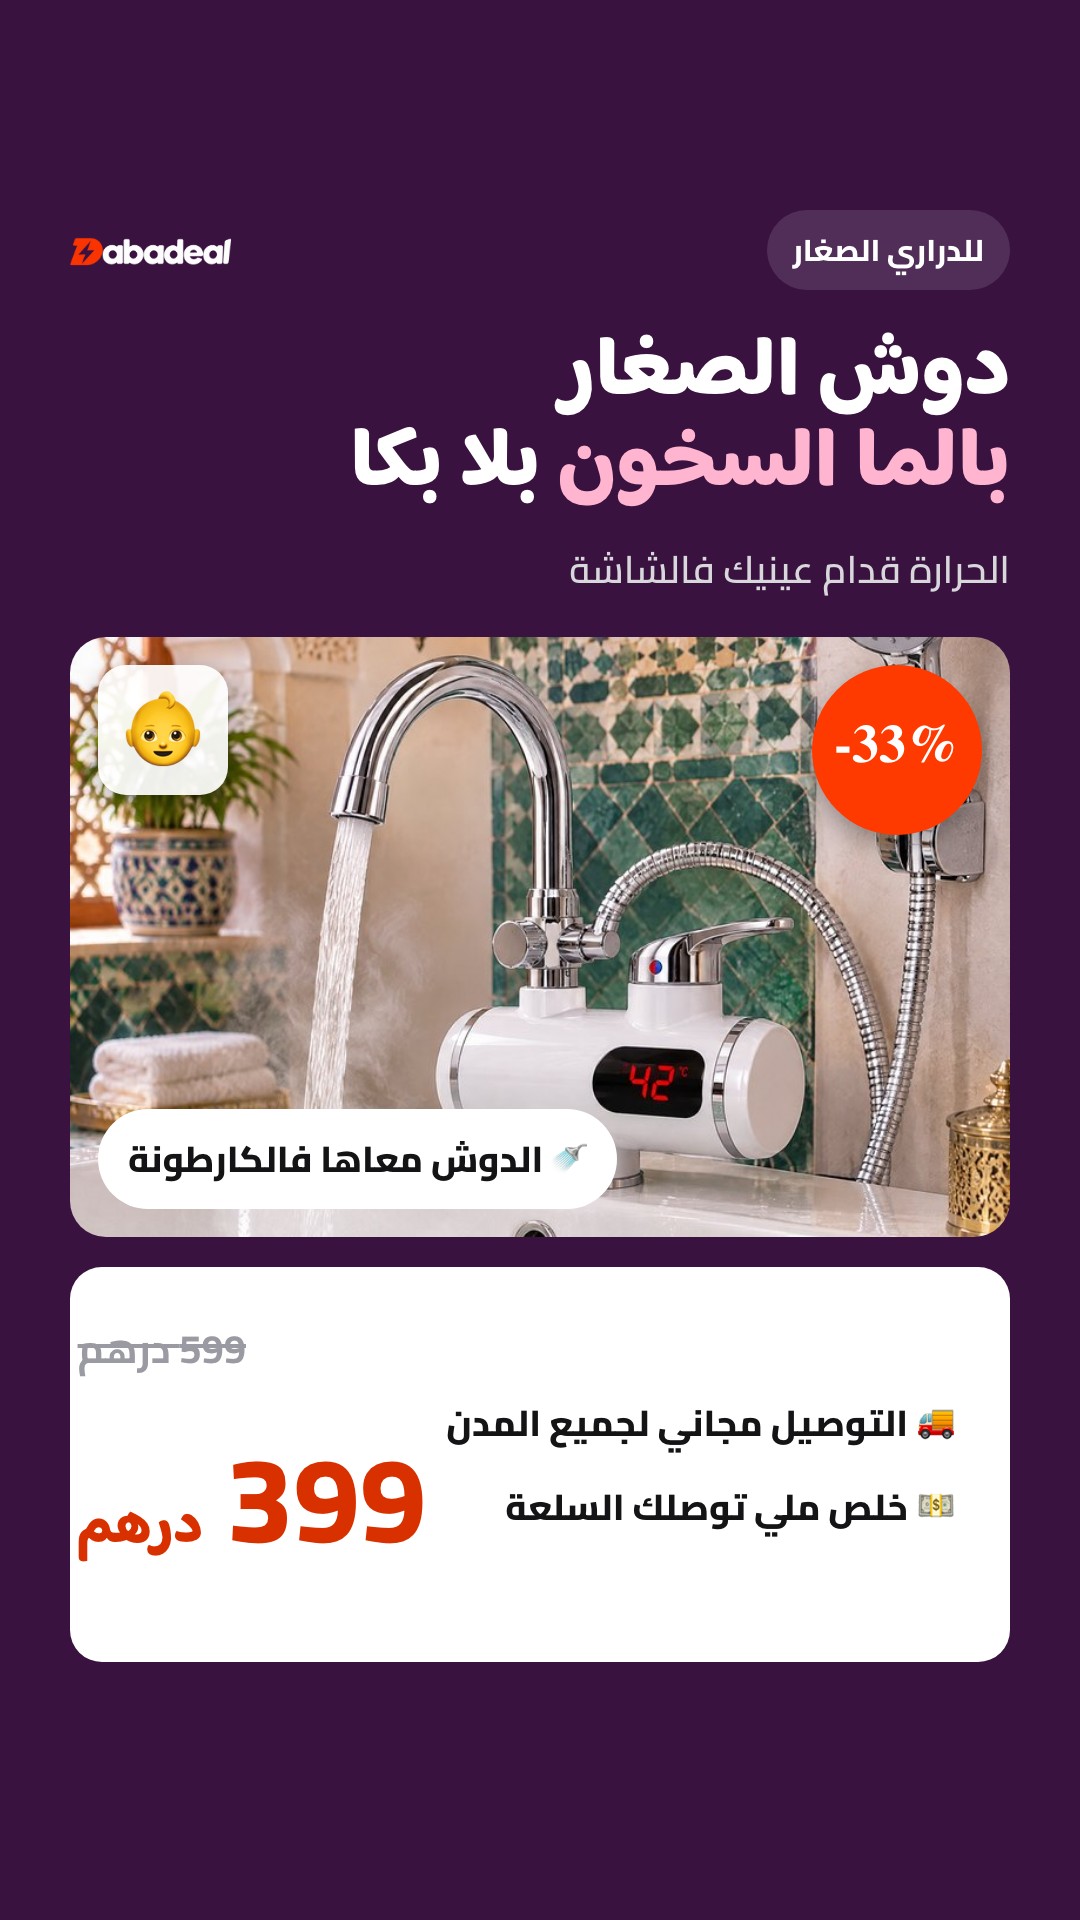 Dabadeal
للدراري الصغار
دوش الصغار
بالما السخون بلا بكا
الحرارة قدام عينيك فالشاشة
-33%
42°C
الدوش معاها فالكارطونة
599 درهم
التوصيل مجاني لجميع المدن
خلص ملي توصلك السلعة
399 درهم